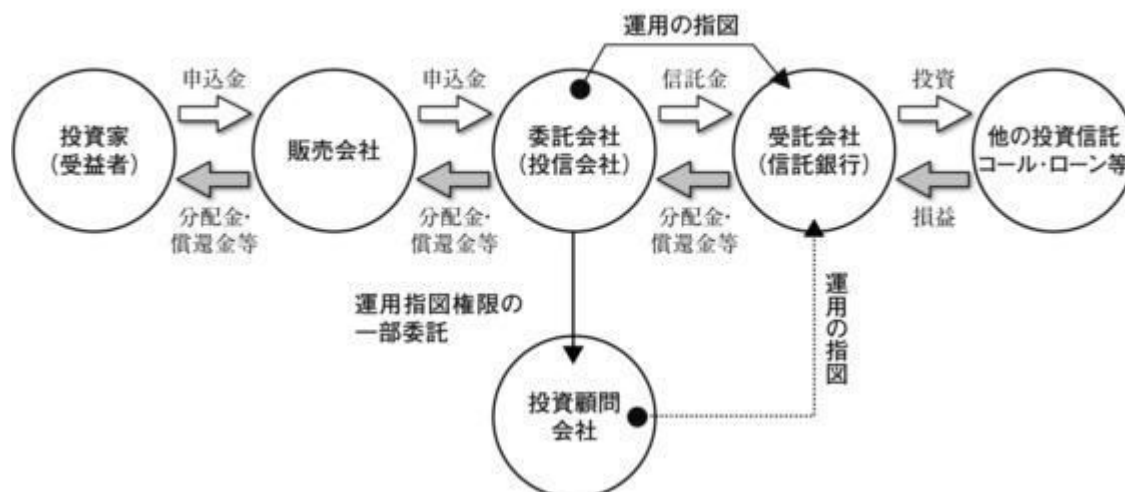 運用の指図
申込金
申込金
信託金
投資
投資家
（受益者）
販売会社
委託会社
（投信会社）
受託会社
（信託銀行）
他の投資信託
コール・ローン等
分配金・
償還金等
分配金・
償還金等
分配金・
償還金等
損益
運用指図権限の
一部委託
運用の指図
投資顧問
会社